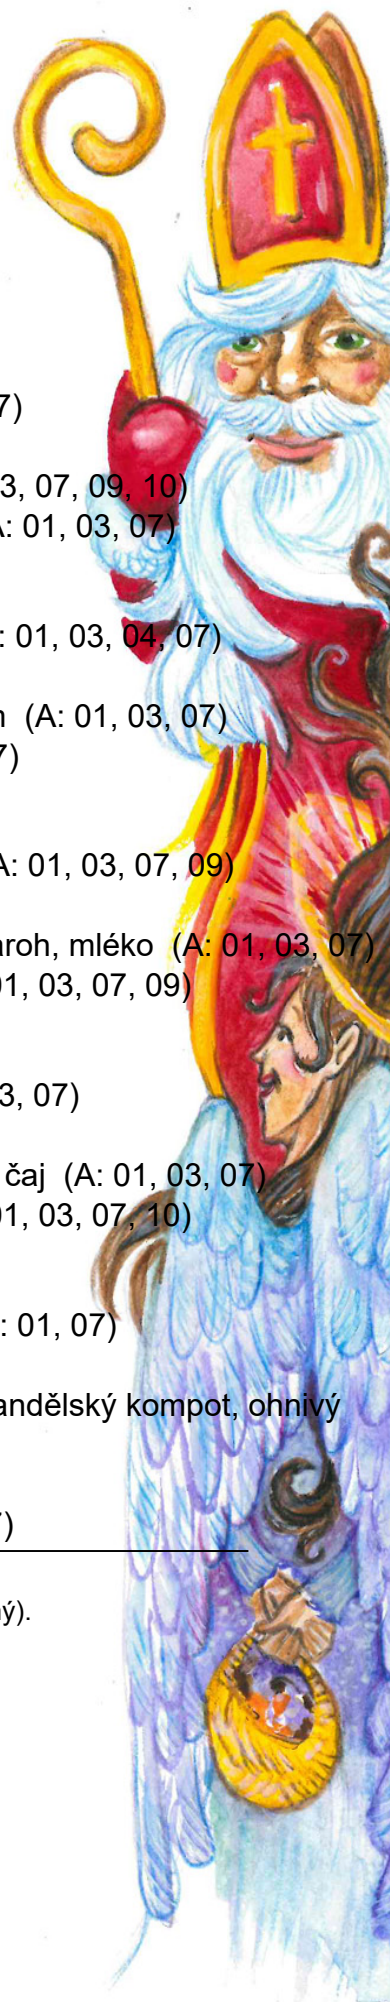 7)
3, 07, 09, 10)
A: 01, 03, 07)
: 01, 03, 04, 07)
(A: 01, 03, 07)
7)
A: 01, 03, 07, 09)
roh, mléko (A: 01, 03, 07)
01, 03, 07, 09)
3, 07)
čaj (A: 01, 03, 07)
01, 03, 07, 10)
: 01, 07)
andělský kompot, ohnivý
7)
ý).